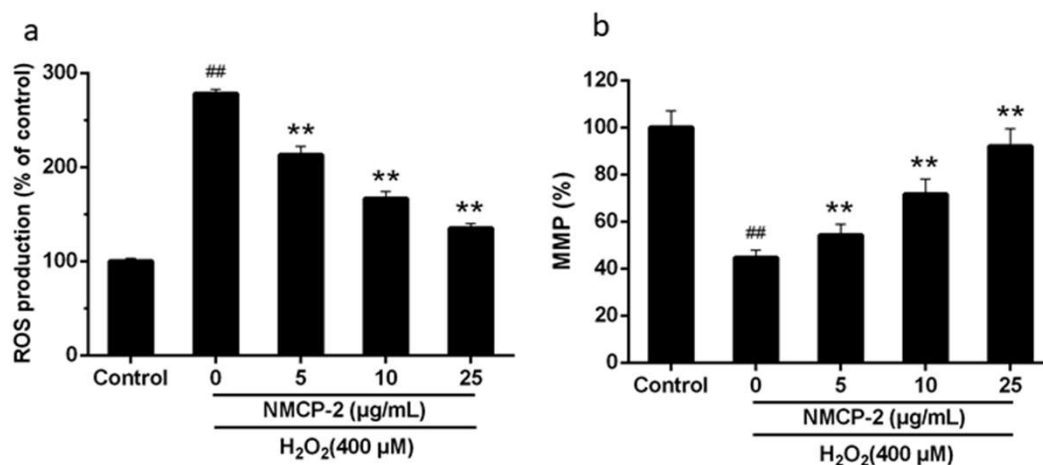 a
ROS production (% of control)
300
200
100
0
##
**
**
**
Control 0 5 10 25
NMCP-2 (μg/mL)
H₂O₂(400 μM)
b
MMP (%)
120
100
80
60
40
20
0
##
**
**
**
Control 0 5 10 25
NMCP-2 (μg/mL)
H₂O₂(400 μM)